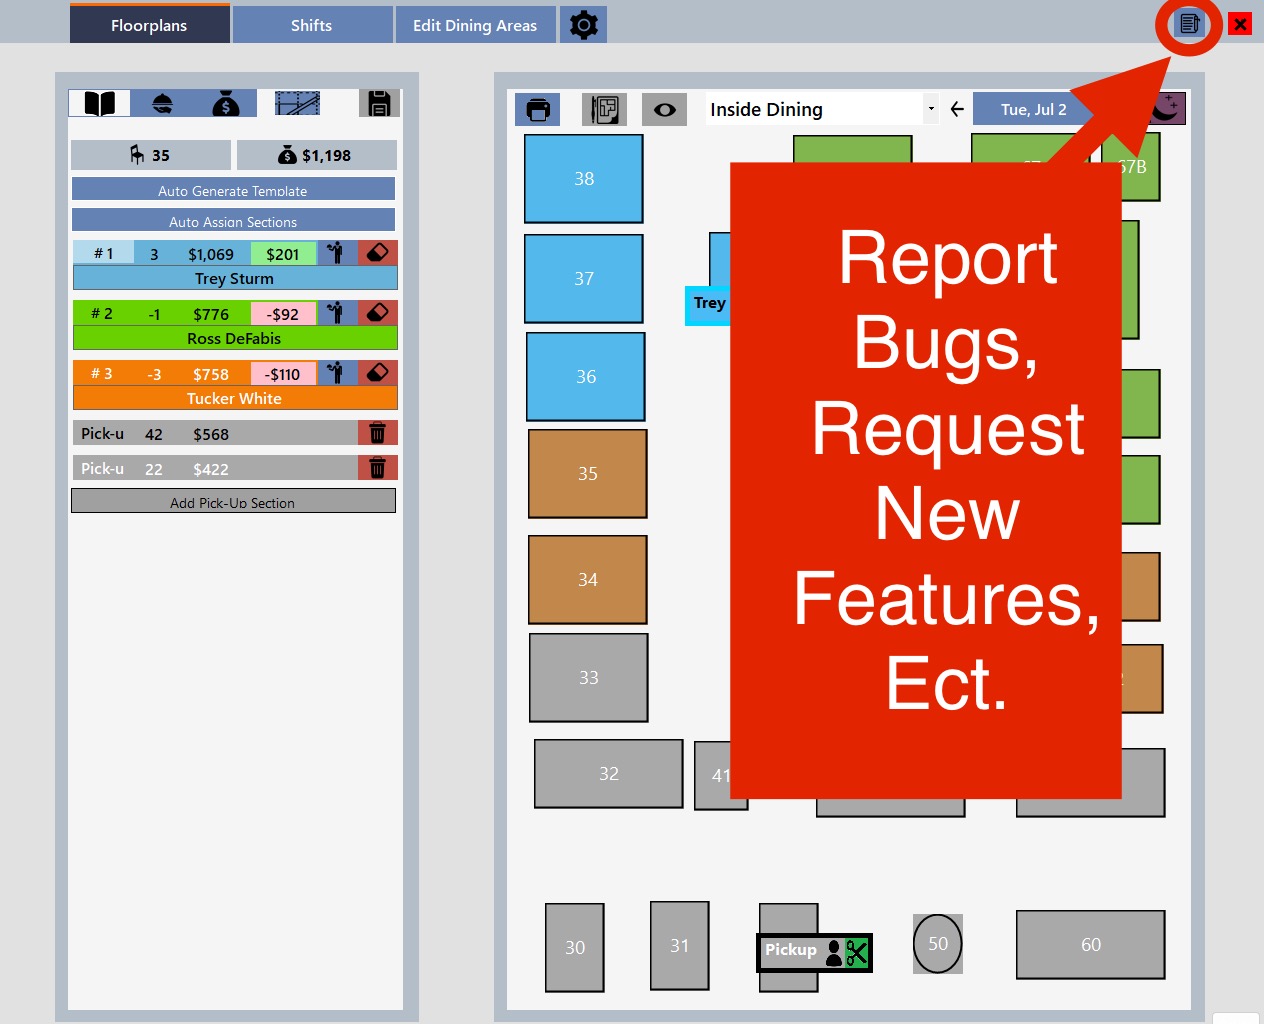 Floorplans
Shifts
Edit Dining Areas
35
$1,198
Auto Generate Template
Auto Assign Sections
# 1 3 $1,069 $201
Trey Sturm
# 2 -1 $776 -$92
Ross DeFabis
# 3 -3 $758 -$110
Tucker White
Pick-u 42 $568
Pick-u 22 $422
Add Pick-Up Section
Inside Dining
Tue, Jul 2
38
67B
37
Trey
36
35
34
33
32
41
30
31
Pickup
50
60
Report
Bugs,
Request
New
Features,
Ect.